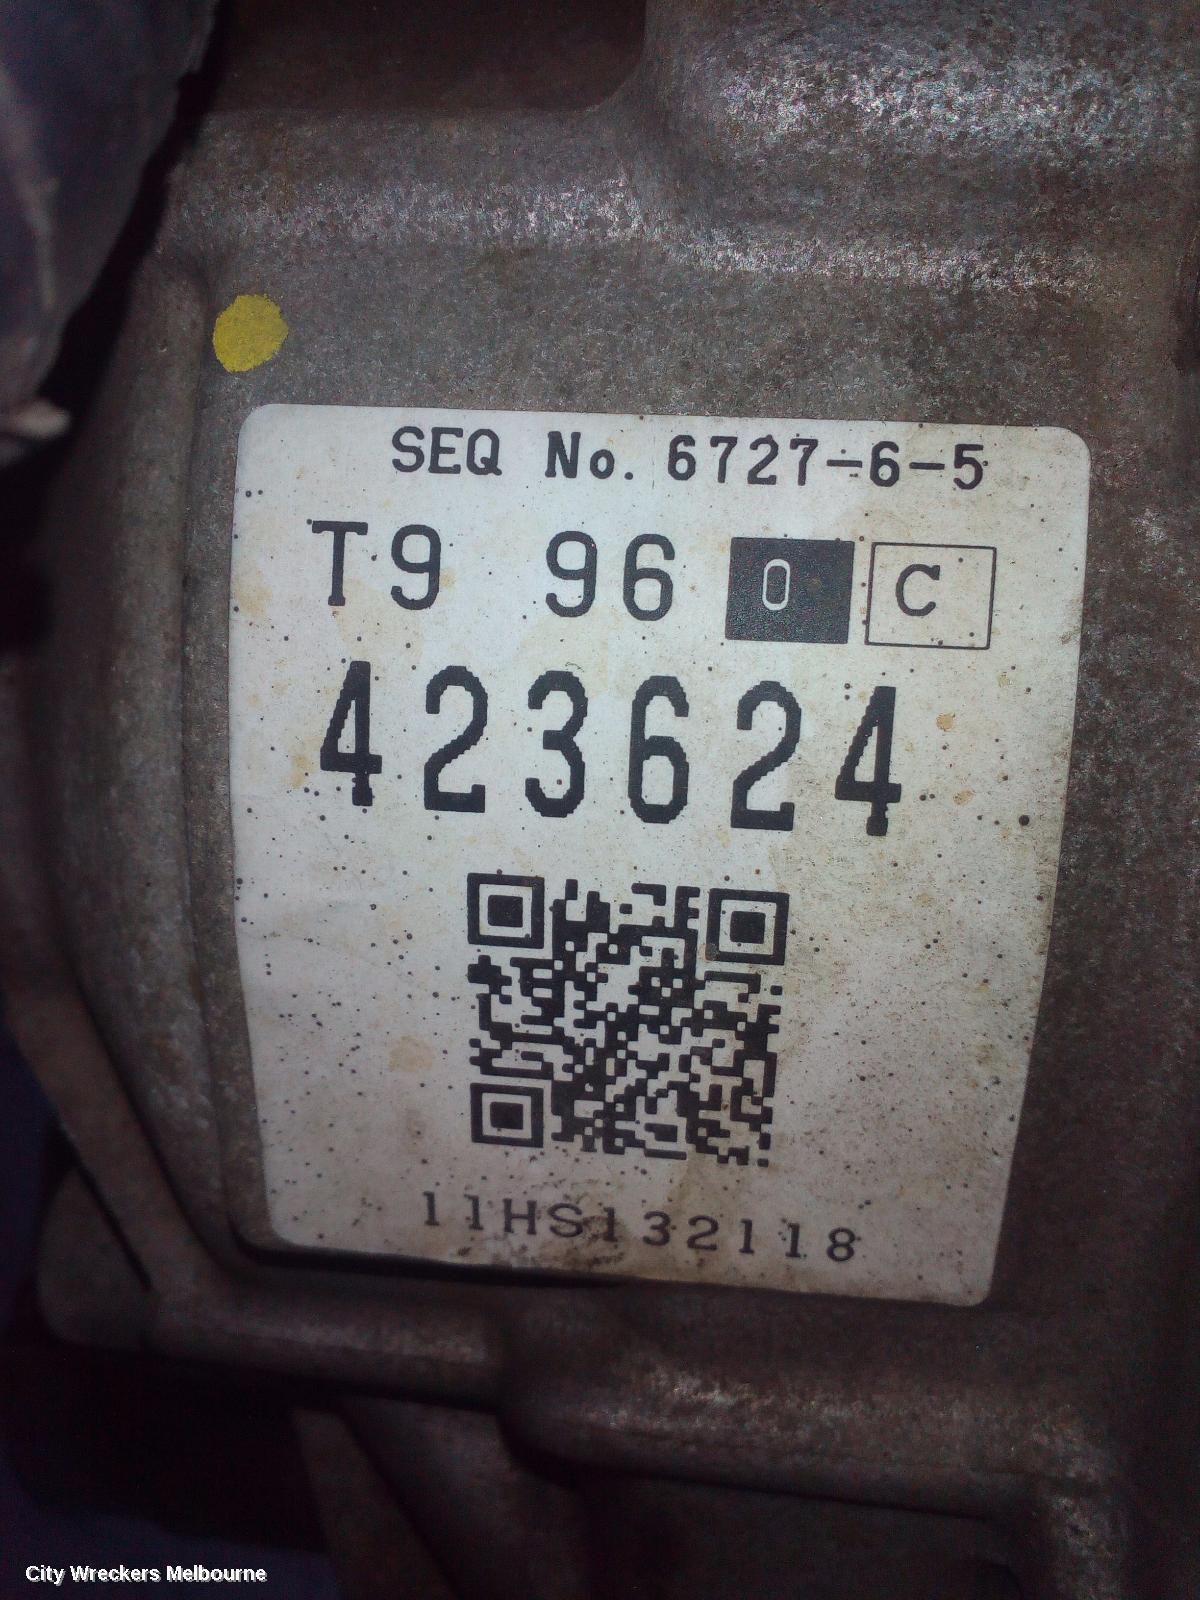 SEQ No. 6727-6-5
T9 96 0 C
423624
11HS132118
City Wreckers Melbourne